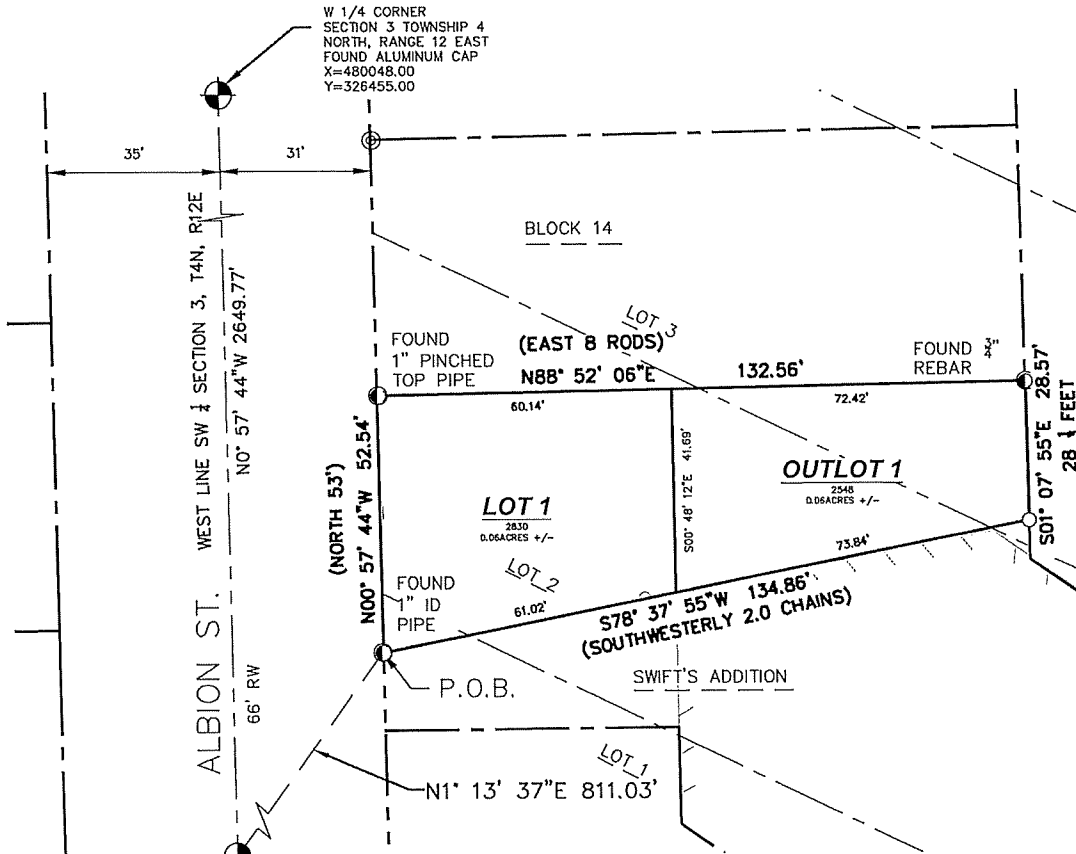 W 1/4 CORNER
SECTION 3 TOWNSHIP 4
NORTH, RANGE 12 EAST
FOUND ALUMINUM CAP
X=480048.00
Y=326455.00
35'
31'
BLOCK 14
WEST LINE SW 1/4 SECTION 3, T4N, R12E
N0° 57' 44"W 2649.77'
LOT 3
FOUND
1" PINCHED
TOP PIPE
(EAST 8 RODS)
N88° 52' 06"E 132.56'
FOUND 3/4"
REBAR
60.14'
72.42'
S01° 07' 55"E 28.57'
28 1/4 FEET
(NORTH 53')
N00° 57' 44"W 52.54'
S00° 48' 12"E 41.69'
OUTLOT 1
2548
0.06ACRES +/-
LOT 1
2830
0.06ACRES +/-
LOT 2
FOUND
1" ID
PIPE
61.02'
73.84'
S78° 37' 55"W 134.86'
(SOUTHWESTERLY 2.0 CHAINS)
ALBION ST.
66' RW
P.O.B.
SWIFT'S ADDITION
LOT 1
N1° 13' 37"E 811.03'